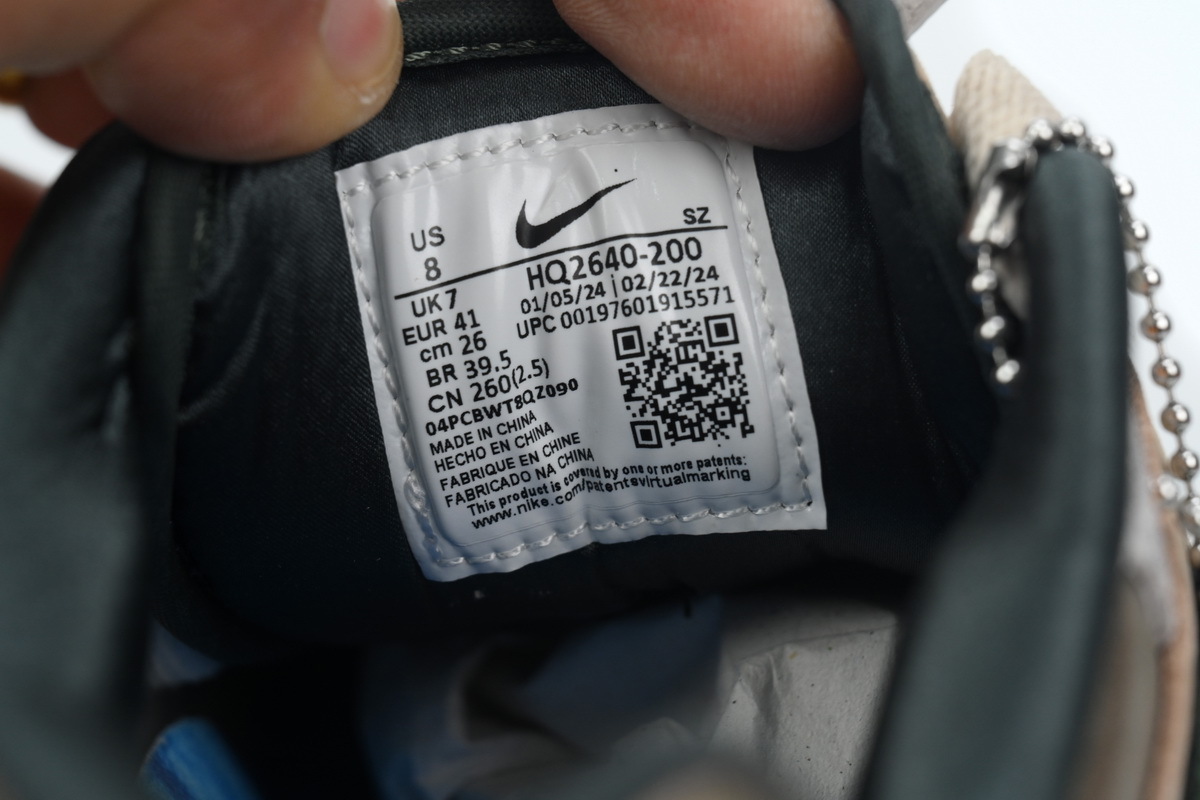 US
8
SZ
HQ2640-200
01/05/24 | 02/22/24
UPC 00197601915571
UK 7
EUR 41
cm 26
BR 39.5
CN 260(2.5)
04PCBWT8QZ090
MADE IN CHINA
HECHO EN CHINA
FABRIQUE EN CHINE
FABRICADO NA CHINA
This product is covered by one or more patents:
www.nike.com/patentsvirtualmarking